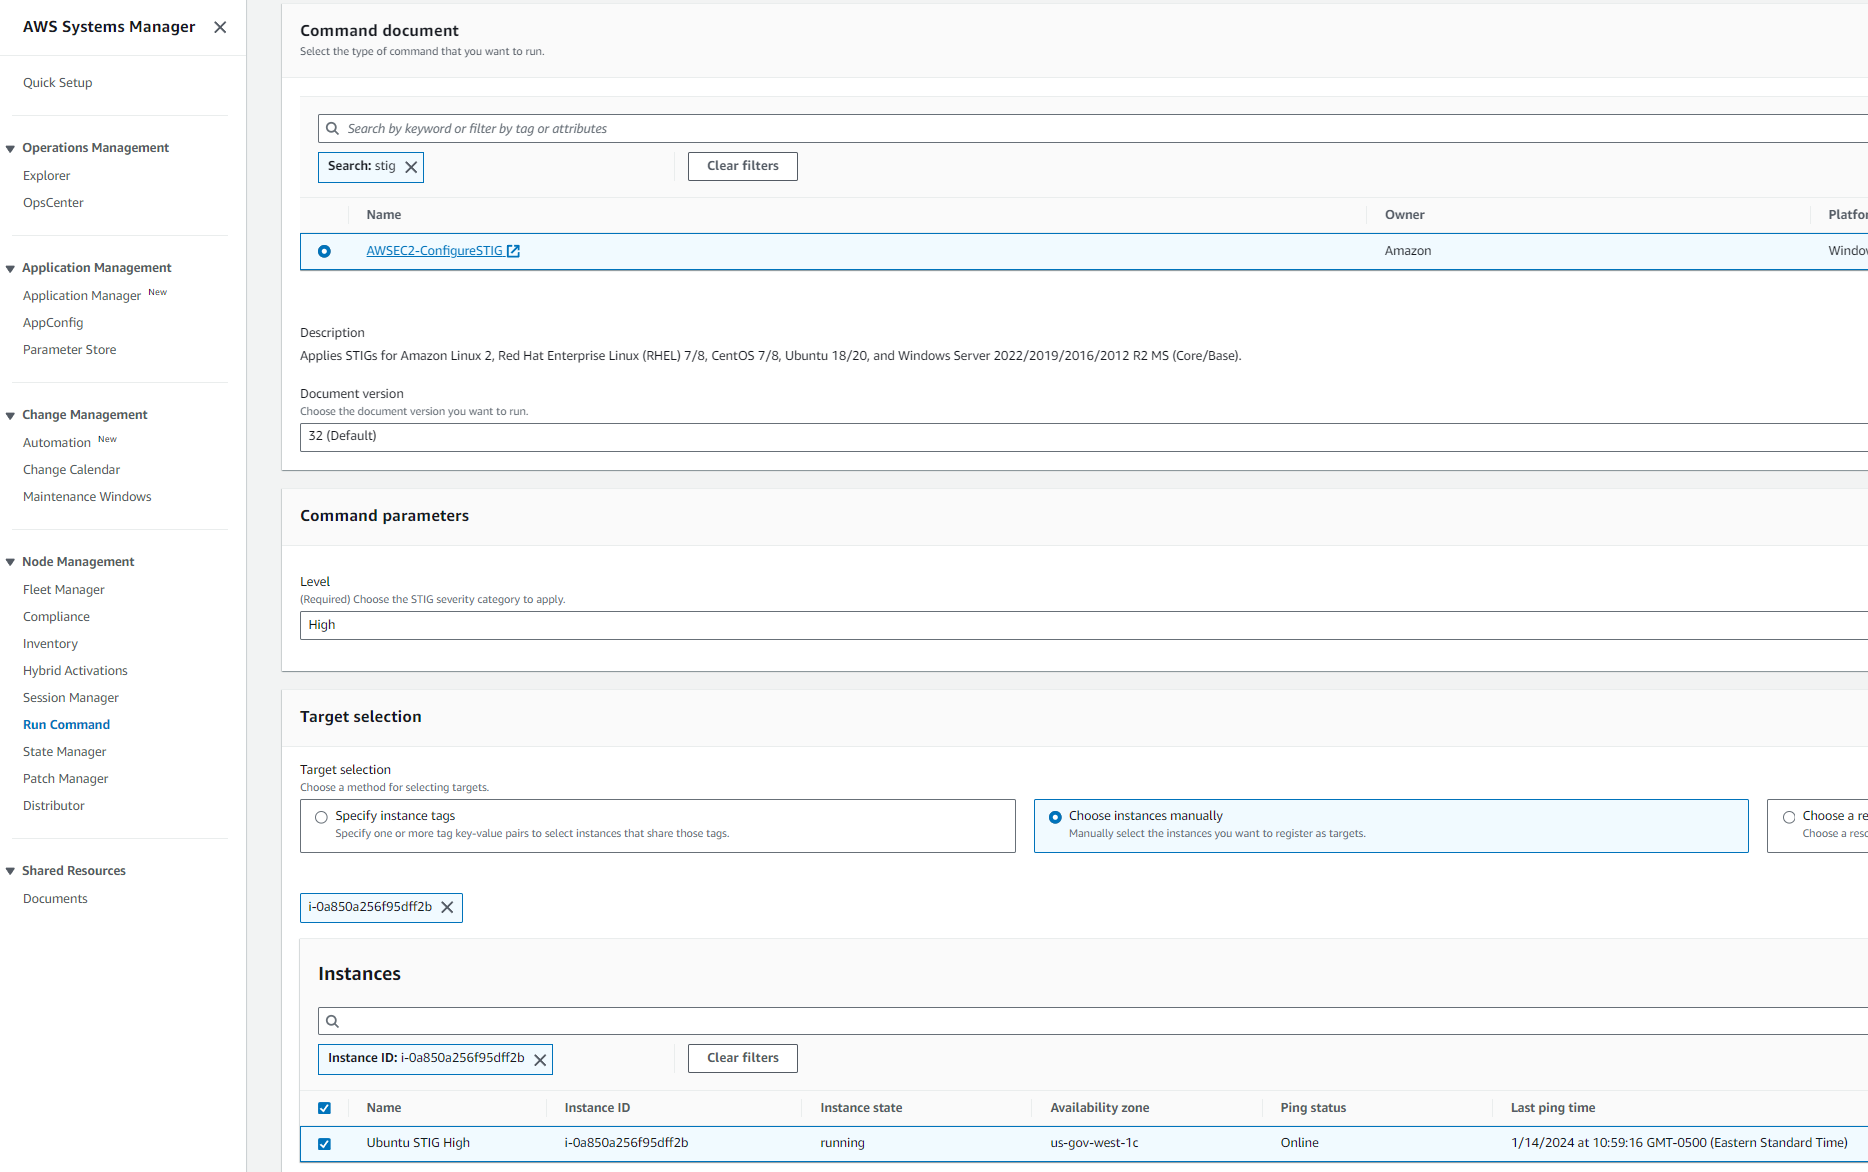 AWS Systems Manager
Quick Setup
Operations Management
Explorer
OpsCenter
Application Management
Application Manager New
AppConfig
Parameter Store
Change Management
Automation New
Change Calendar
Maintenance Windows
Node Management
Fleet Manager
Compliance
Inventory
Hybrid Activations
Session Manager
Run Command
State Manager
Patch Manager
Distributor
Shared Resources
Documents
Command document
Select the type of command that you want to run.
Search by keyword or filter by tag or attributes
Search: stig
Clear filters
Name Owner Platfor
AWSEC2-ConfigureSTIG Amazon Windov
Description
Applies STIGs for Amazon Linux 2, Red Hat Enterprise Linux (RHEL) 7/8, CentOS 7/8, Ubuntu 18/20, and Windows Server 2022/2019/2016/2012 R2 MS (Core/Base).
Document version
Choose the document version you want to run.
32 (Default)
Command parameters
Level
(Required) Choose the STIG severity category to apply.
High
Target selection
Target selection
Choose a method for selecting targets.
Specify instance tags
Specify one or more tag key-value pairs to select instances that share those tags.
Choose instances manually
Manually select the instances you want to register as targets.
Choose a re
Choose a reso
i-0a850a256f95dff2b
Instances
Instance ID: i-0a850a256f95dff2b
Clear filters
Name Instance ID Instance state Availability zone Ping status Last ping time
Ubuntu STIG High i-0a850a256f95dff2b running us-gov-west-1c Online 1/14/2024 at 10:59:16 GMT-0500 (Eastern Standard Time)